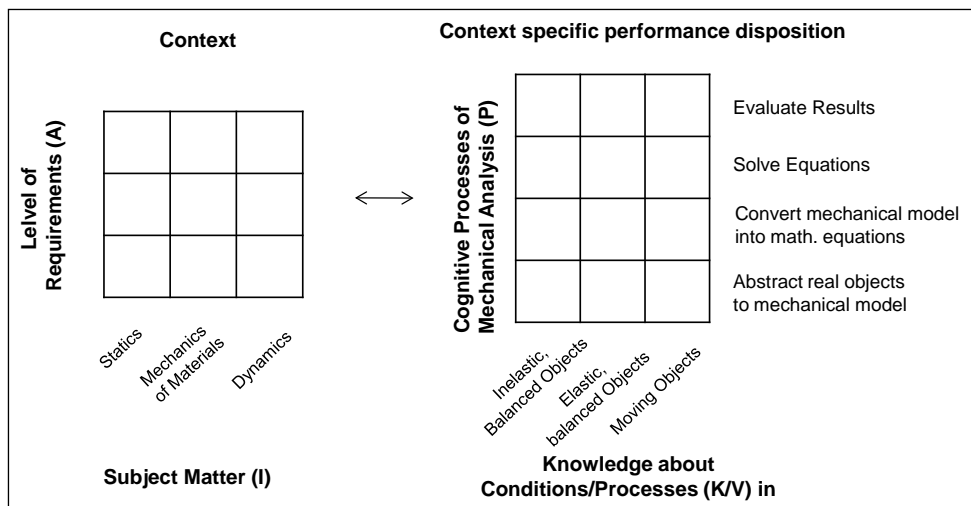 Context
Context specific performance disposition
Lelvel of
Requirements (A)
Statics
Mechanics
of Materials
Dynamics
Subject Matter (I)
Cognitive Processes of
Mechanical Analysis (P)
Evaluate Results
Solve Equations
Convert mechanical model
into math. equations
Abstract real objects
to mechanical model
Inelastic,
Balanced Objects
Elastic,
balanced Objects
Moving Objects
Knowledge about
Conditions/Processes (K/V) in